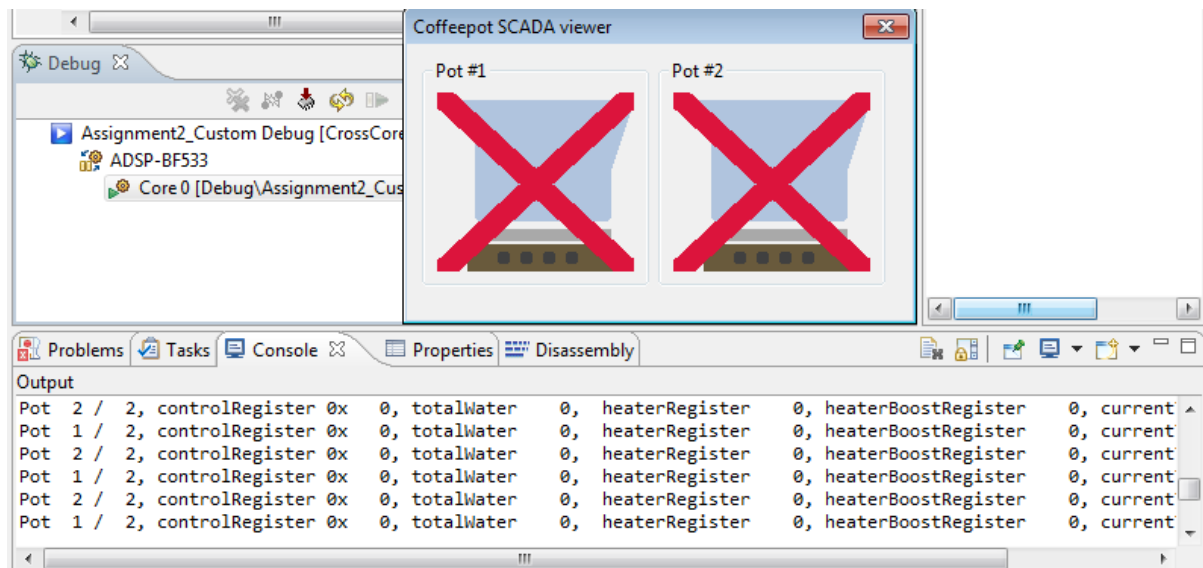 Coffeepot SCADA viewer
Debug
Pot #1
Pot #2
Assignment2_Custom Debug [CrossCore
ADSP-BF533
Core 0 [Debug\Assignment2_Cus
Problems Tasks Console Properties Disassembly
Output
Pot 2 / 2, controlRegister 0x 0, totalWater 0, heaterRegister 0, heaterBoostRegister 0, current
Pot 1 / 2, controlRegister 0x 0, totalWater 0, heaterRegister 0, heaterBoostRegister 0, current
Pot 2 / 2, controlRegister 0x 0, totalWater 0, heaterRegister 0, heaterBoostRegister 0, current
Pot 1 / 2, controlRegister 0x 0, totalWater 0, heaterRegister 0, heaterBoostRegister 0, current
Pot 2 / 2, controlRegister 0x 0, totalWater 0, heaterRegister 0, heaterBoostRegister 0, current
Pot 1 / 2, controlRegister 0x 0, totalWater 0, heaterRegister 0, heaterBoostRegister 0, current